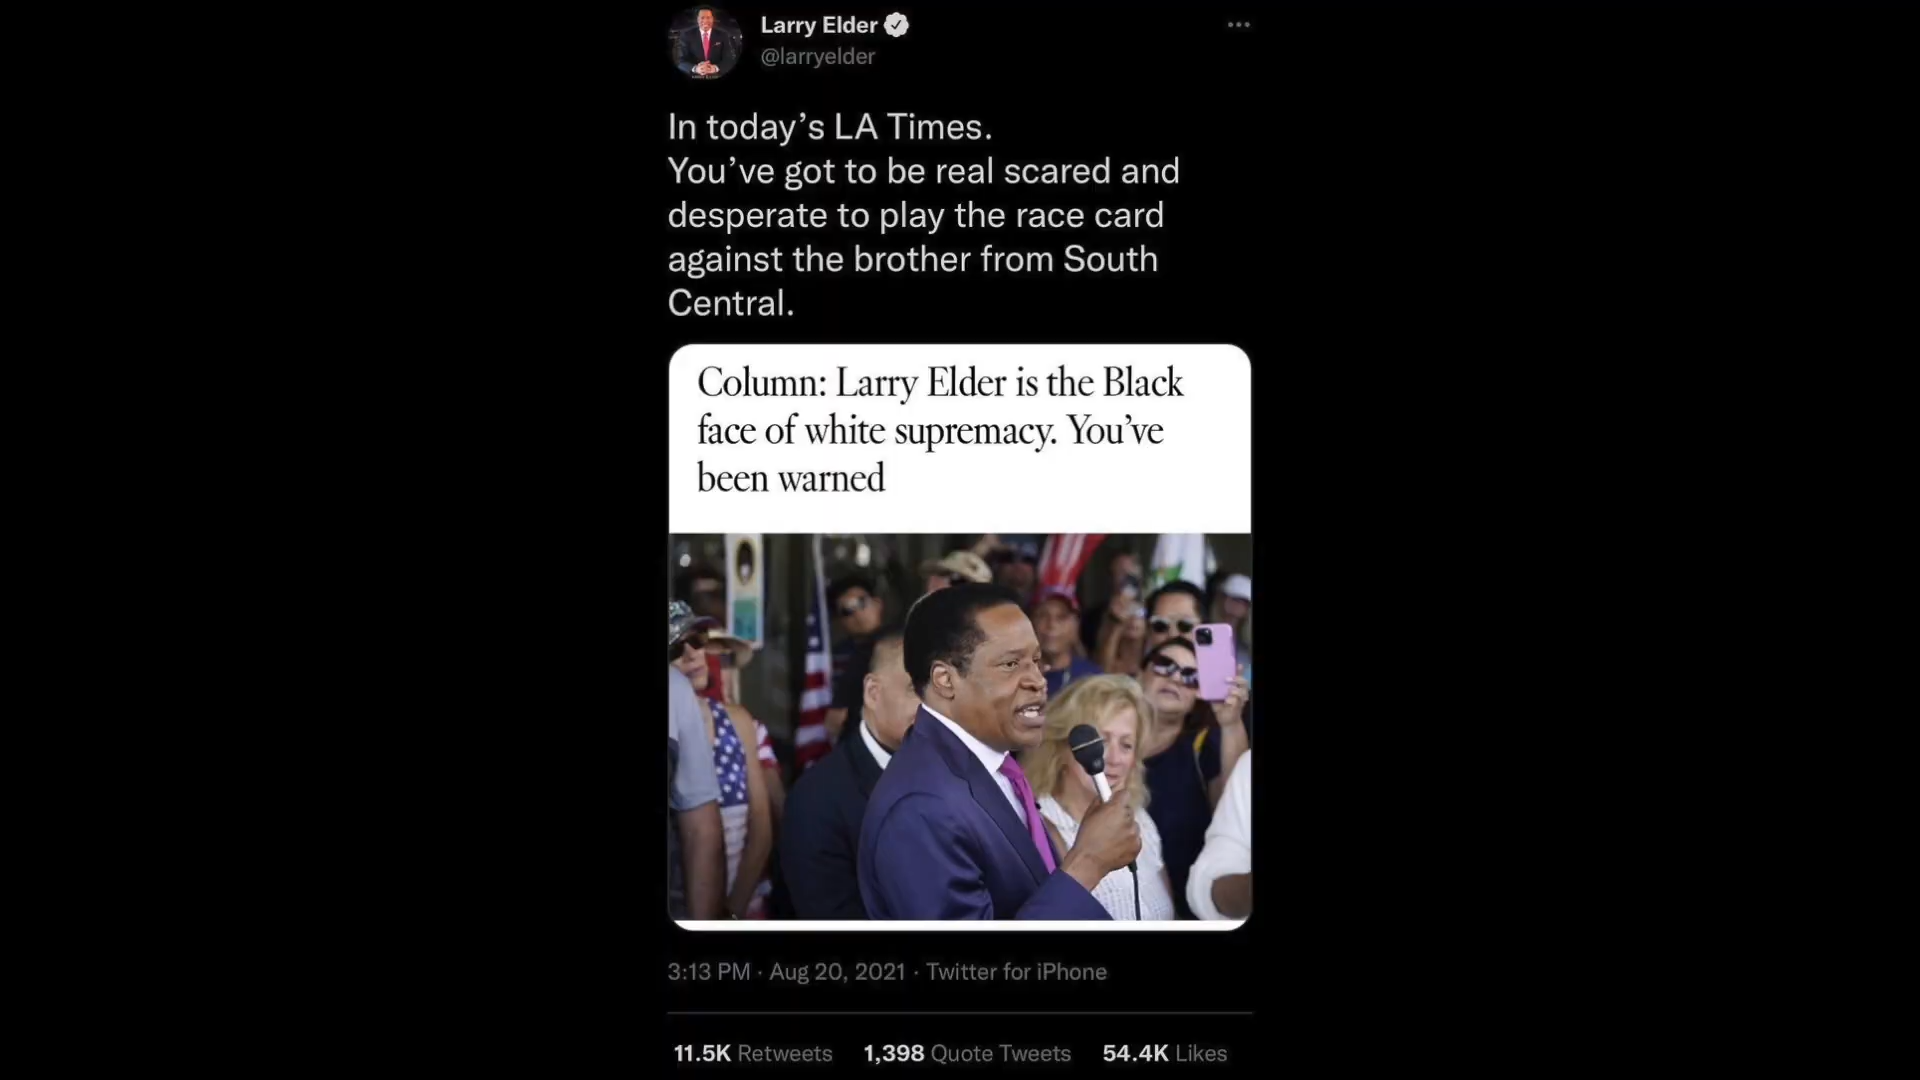 Larry Elder
@larryelder
In today’s LA Times.
You’ve got to be real scared and
desperate to play the race card
against the brother from South
Central.
Column: Larry Elder is the Black
face of white supremacy. You’ve
been warned
3:13 PM · Aug 20, 2021 · Twitter for iPhone
11.5K Retweets 1,398 Quote Tweets 54.4K Likes